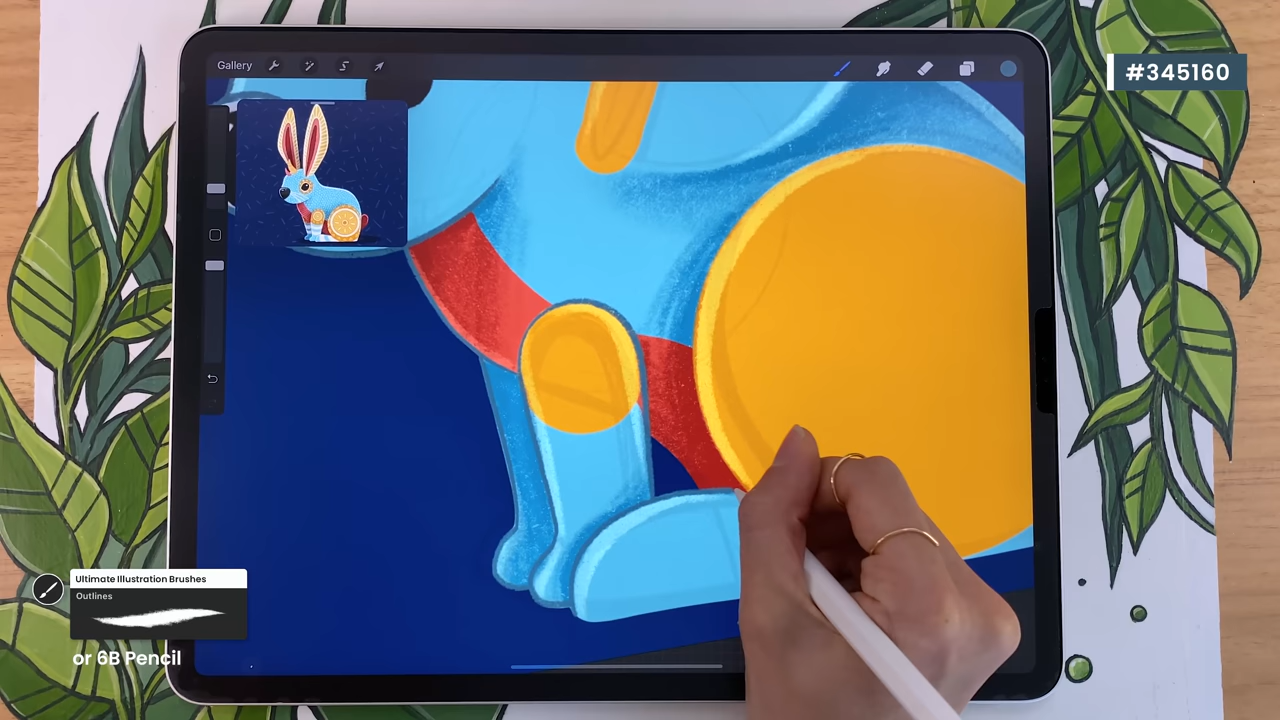 Gallery
#345160
Ultimate Illustration Brushes
Outlines
or 6B Pencil